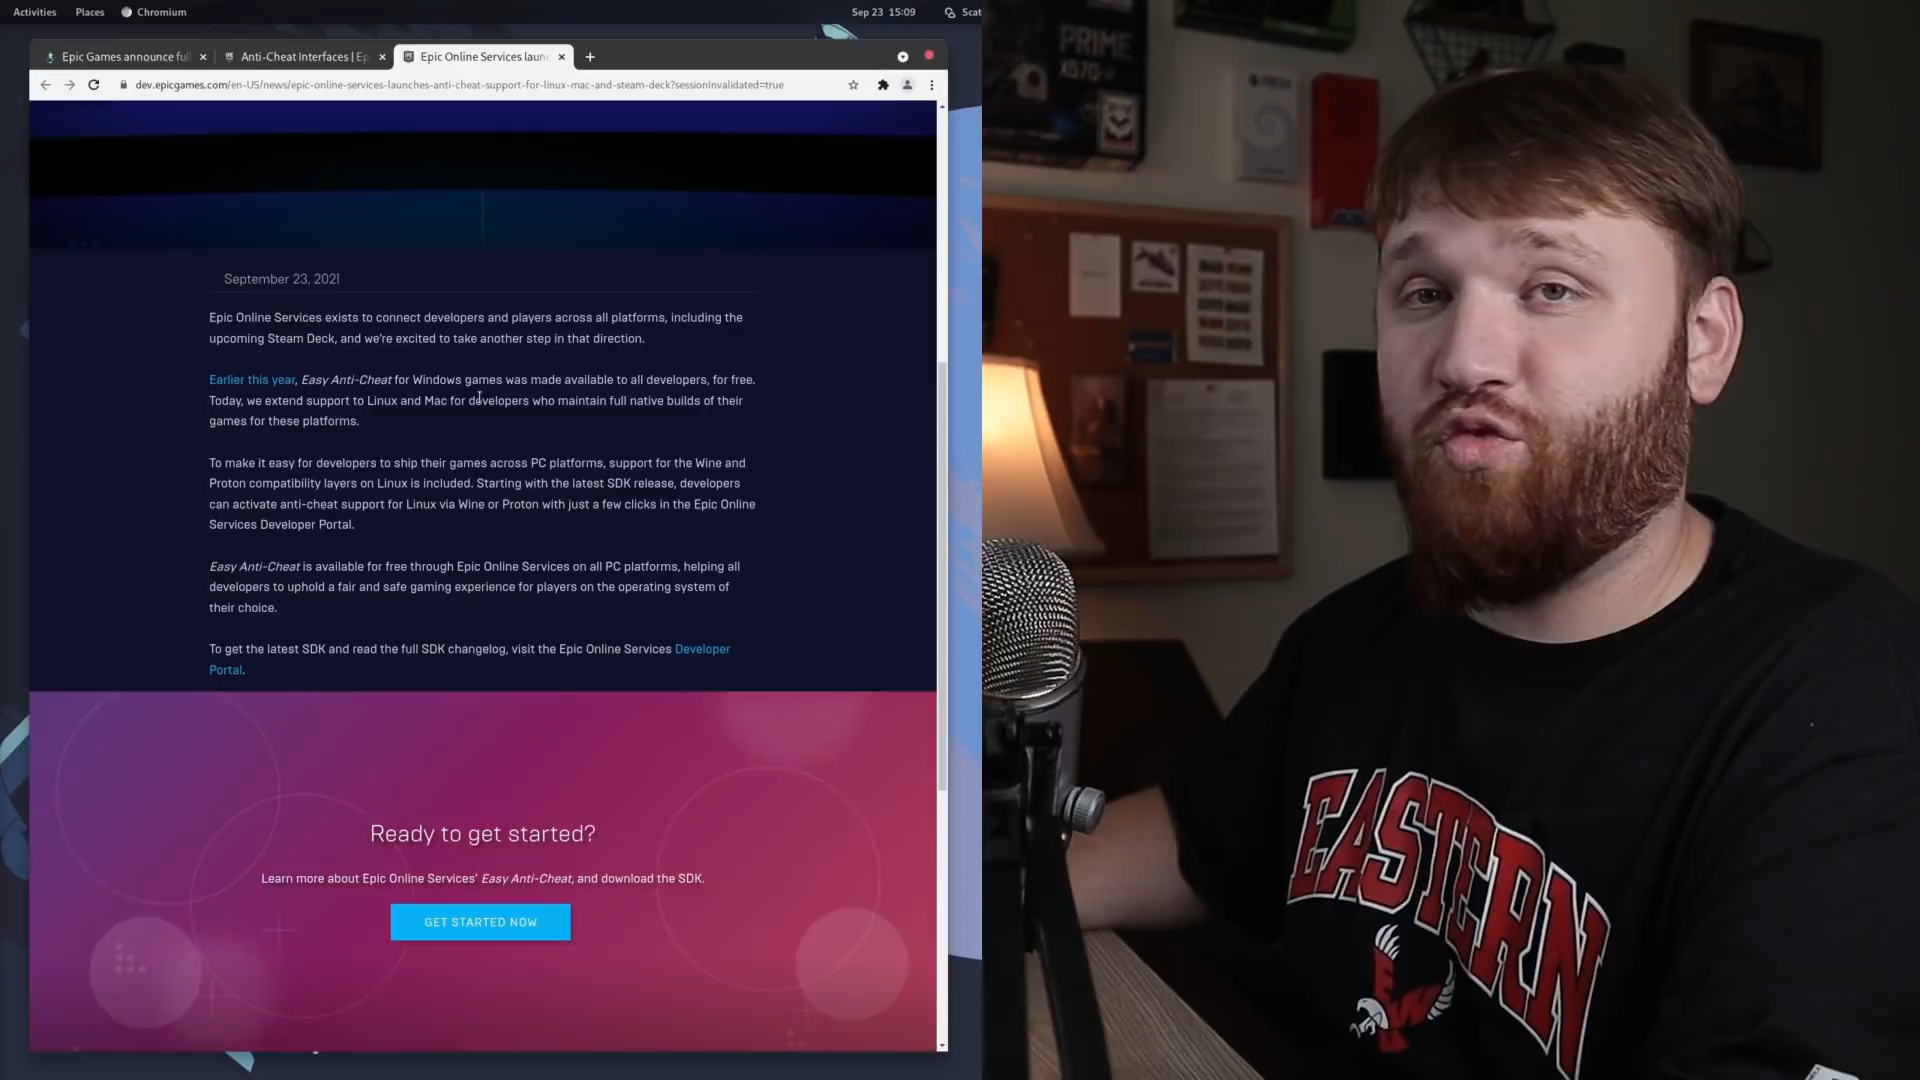 Activities Places Chromium Sep 23 15:09 Scat
Epic Games announce full Anti-Cheat Interfaces | Ep Epic Online Services laun
dev.epicgames.com/en-US/news/epic-online-services-launches-anti-cheat-support-for-linux-mac-and-steam-deck?sessionInvalidated=true
September 23, 2021
Epic Online Services exists to connect developers and players across all platforms, including the
upcoming Steam Deck, and we're excited to take another step in that direction.
Earlier this year, Easy Anti-Cheat for Windows games was made available to all developers, for free.
Today, we extend support to Linux and Mac for developers who maintain full native builds of their
games for these platforms.
To make it easy for developers to ship their games across PC platforms, support for the Wine and
Proton compatibility layers on Linux is included. Starting with the latest SDK release, developers
can activate anti-cheat support for Linux via Wine or Proton with just a few clicks in the Epic Online
Services Developer Portal.
Easy Anti-Cheat is available for free through Epic Online Services on all PC platforms, helping all
developers to uphold a fair and safe gaming experience for players on the operating system of
their choice.
To get the latest SDK and read the full SDK changelog, visit the Epic Online Services Developer
Portal.
Ready to get started?
Learn more about Epic Online Services' Easy Anti-Cheat, and download the SDK.
GET STARTED NOW
PRIME
X570-P
EASTERN